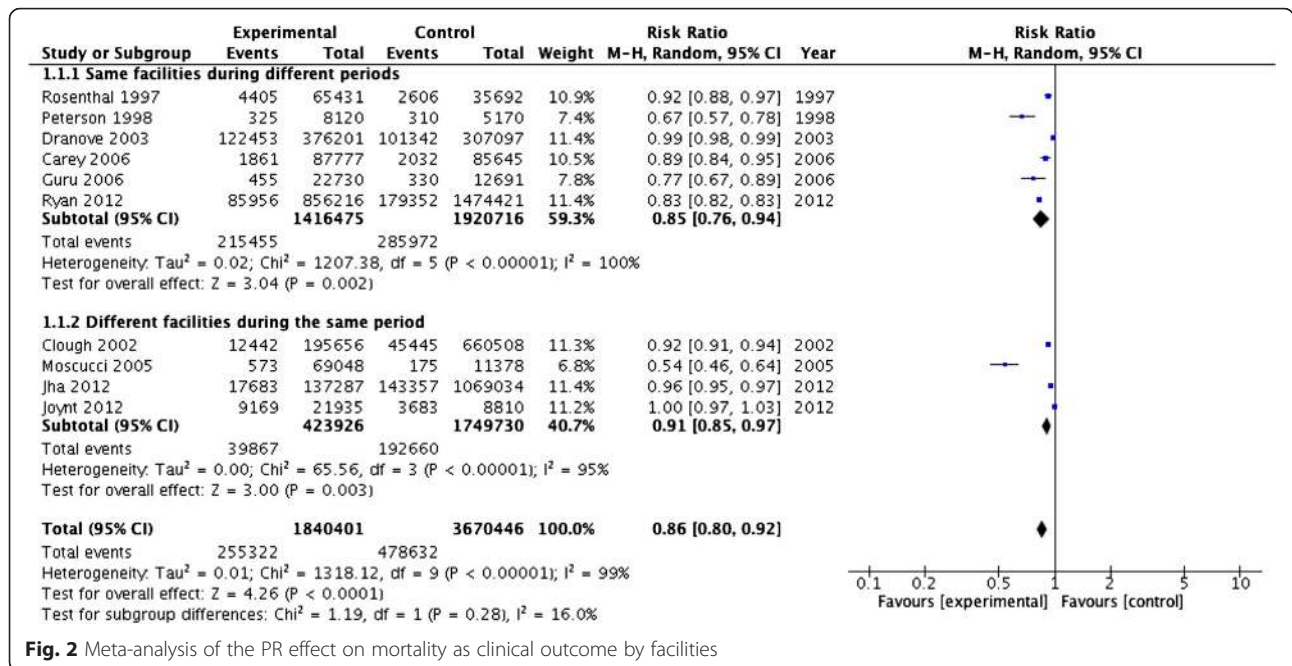 Experimental Control Risk Ratio Risk Ratio
Study or Subgroup Events Total Events Total Weight M-H, Random, 95% CI Year M-H, Random, 95% CI
1.1.1 Same facilities during different periods
Rosenthal 1997 4405 65431 2606 35692 10.9% 0.92 [0.88, 0.97] 1997
Peterson 1998 325 8120 310 5170 7.4% 0.67 [0.57, 0.78] 1998
Dranove 2003 122453 376201 101342 307097 11.4% 0.99 [0.98, 0.99] 2003
Carey 2006 1861 87777 2032 85645 10.5% 0.89 [0.84, 0.95] 2006
Guru 2006 455 22730 330 12691 7.8% 0.77 [0.67, 0.89] 2006
Ryan 2012 85956 856216 179352 1474421 11.4% 0.83 [0.82, 0.83] 2012
Subtotal (95% CI) 1416475 1920716 59.3% 0.85 [0.76, 0.94]
Total events 215455 285972
Heterogeneity: Tau² = 0.02; Chi² = 1207.38, df = 5 (P < 0.00001); I² = 100%
Test for overall effect: Z = 3.04 (P = 0.002)
1.1.2 Different facilities during the same period
Clough 2002 12442 195656 45445 660508 11.3% 0.92 [0.91, 0.94] 2002
Moscucci 2005 573 69048 175 11378 6.8% 0.54 [0.46, 0.64] 2005
Jha 2012 17683 137287 143357 1069034 11.4% 0.96 [0.95, 0.97] 2012
Joynt 2012 9169 21935 3683 8810 11.2% 1.00 [0.97, 1.03] 2012
Subtotal (95% CI) 423926 1749730 40.7% 0.91 [0.85, 0.97]
Total events 39867 192660
Heterogeneity: Tau² = 0.00; Chi² = 65.56, df = 3 (P < 0.00001); I² = 95%
Test for overall effect: Z = 3.00 (P = 0.003)
Total (95% CI) 1840401 3670446 100.0% 0.86 [0.80, 0.92]
Total events 255322 478632
Heterogeneity: Tau² = 0.01; Chi² = 1318.12, df = 9 (P < 0.00001); I² = 99%
Test for overall effect: Z = 4.26 (P < 0.0001)
Test for subgroup differences: Chi² = 1.19, df = 1 (P = 0.28), I² = 16.0%
0.1 0.2 0.5 1 2 5 10
Favours [experimental] Favours [control]
Fig. 2 Meta-analysis of the PR effect on mortality as clinical outcome by facilities